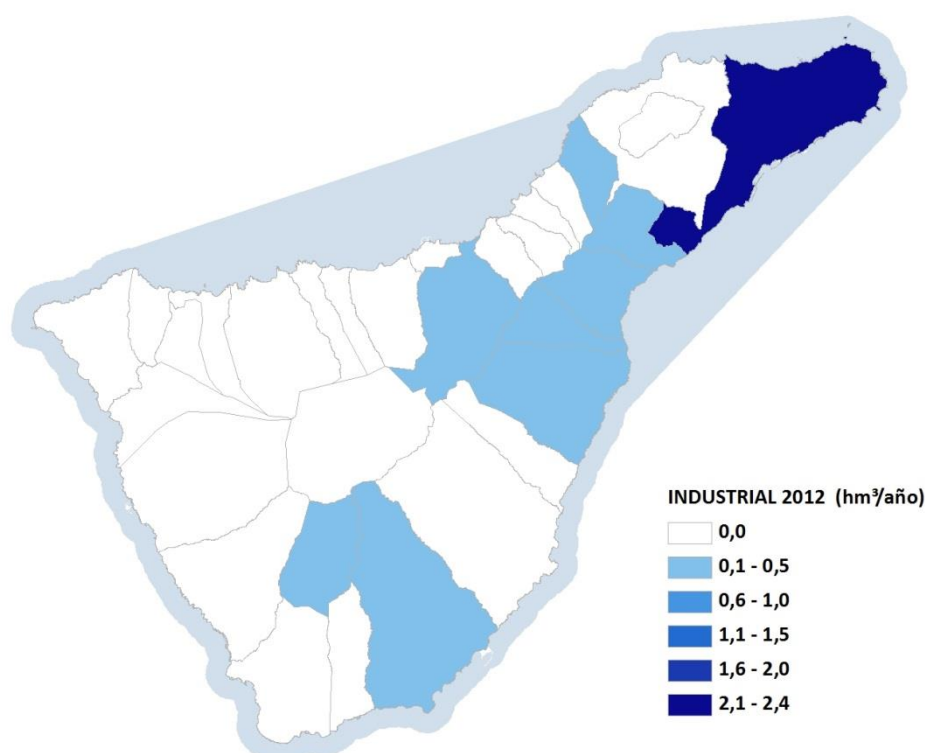 INDUSTRIAL 2012 (hm³/año)
0,0
0,1 - 0,5
0,6 - 1,0
1,1 - 1,5
1,6 - 2,0
2,1 - 2,4